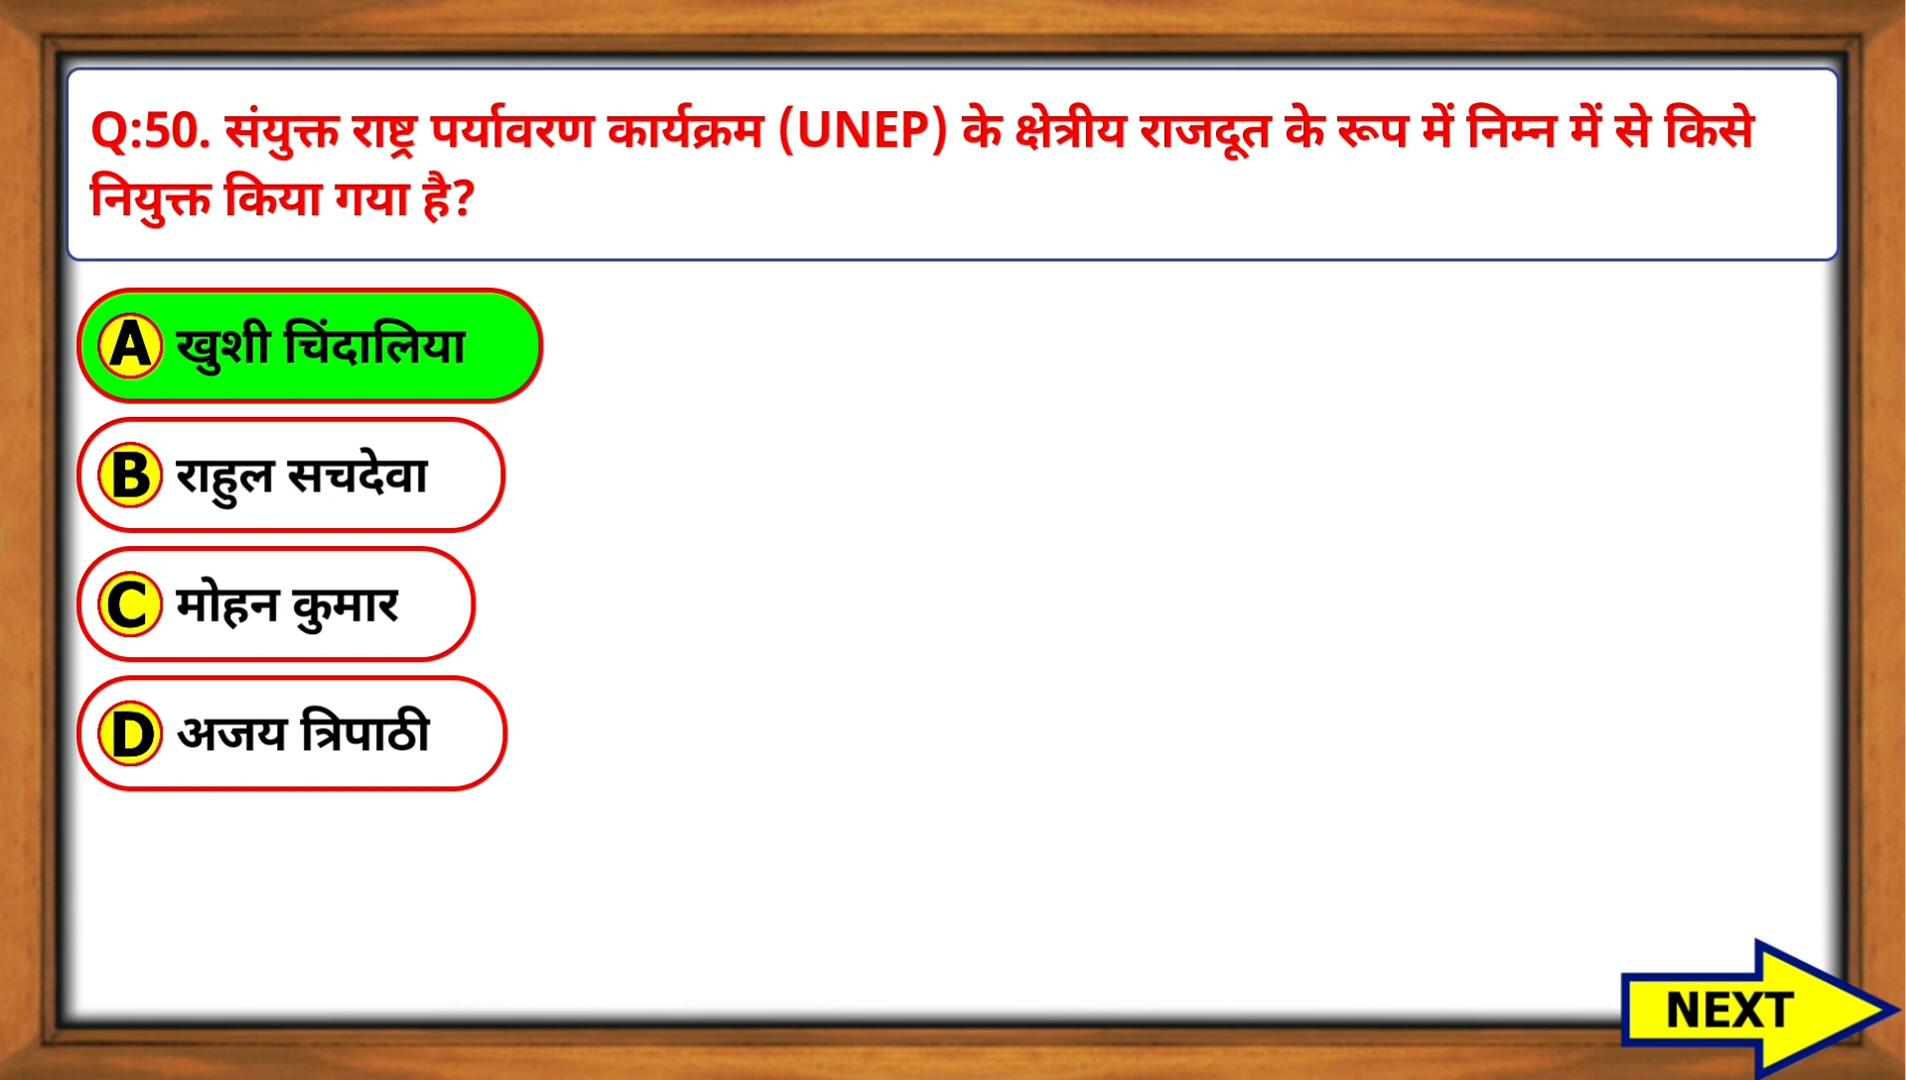 Q:50. संयुक्त राष्ट्र पर्यावरण कार्यक्रम (UNEP) के क्षेत्रीय राजदूत के रूप में निम्न में से किसे
नियुक्त किया गया है?
A खुशी चिंदालिया
B राहुल सचदेवा
C मोहन कुमार
D अजय त्रिपाठी
NEXT